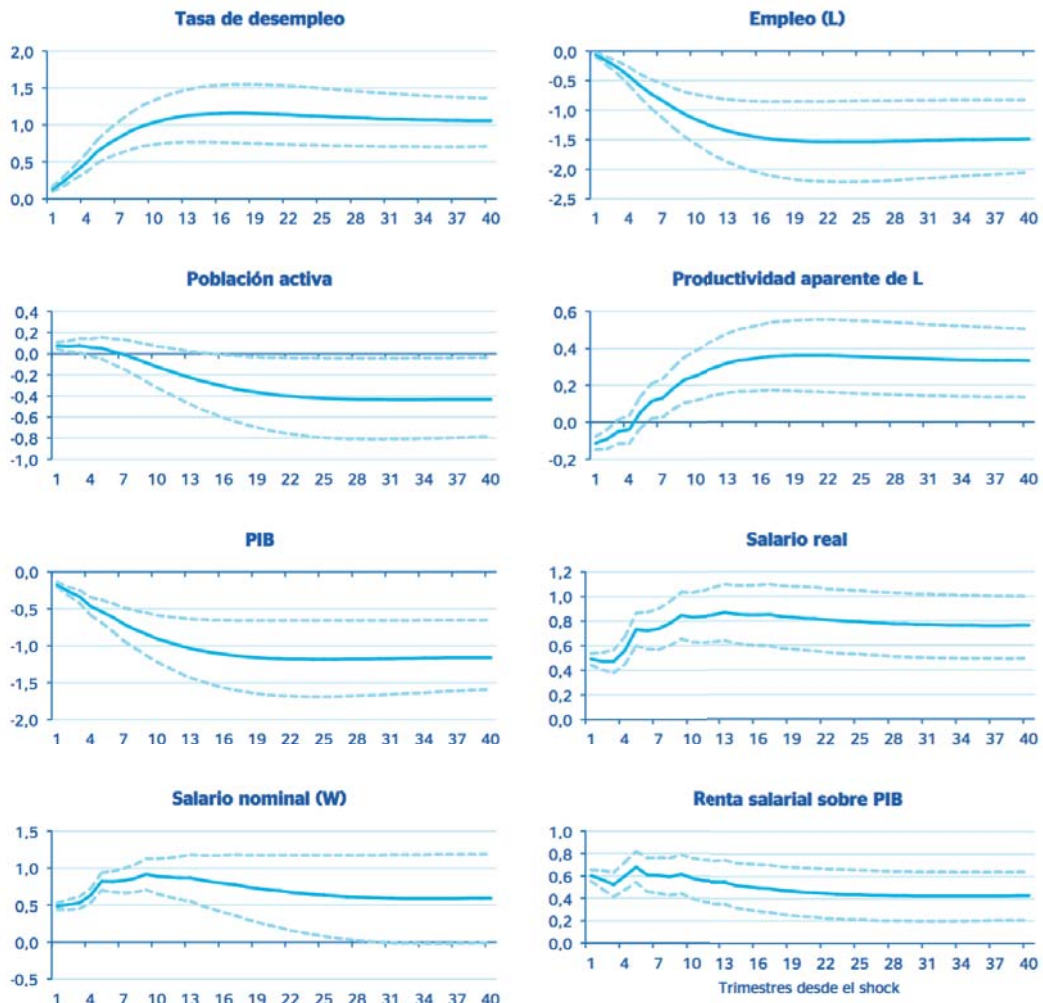 Tasa de desempleo
2,0
1,5
1,0
0,5
0,0
1 4 7 10 13 16 19 22 25 28 31 34 37 40
Empleo (L)
0,0
-0,5
-1,0
-1,5
-2,0
-2,5
1 4 7 10 13 16 19 22 25 28 31 34 37 40
Población activa
0,4
0,2
0,0
-0,2
-0,4
-0,6
-0,8
-1,0
1 4 7 10 13 16 19 22 25 28 31 34 37 40
Productividad aparente de L
0,6
0,4
0,2
0,0
-0,2
1 4 7 10 13 16 19 22 25 28 31 34 37 40
PIB
0,0
-0,5
-1,0
-1,5
-2,0
1 4 7 10 13 16 19 22 25 28 31 34 37 40
Salario real
1,2
1,0
0,8
0,6
0,4
0,2
0,0
1 4 7 10 13 16 19 22 25 28 31 34 37 40
Salario nominal (W)
1,5
1,0
0,5
0,0
-0,5
1 4 7 10 13 16 19 22 25 28 31 34 37 40
Renta salarial sobre PIB
1,0
0,8
0,6
0,4
0,2
0,0
1 4 7 10 13 16 19 22 25 28 31 34 37 40
Trimestres desde el shock